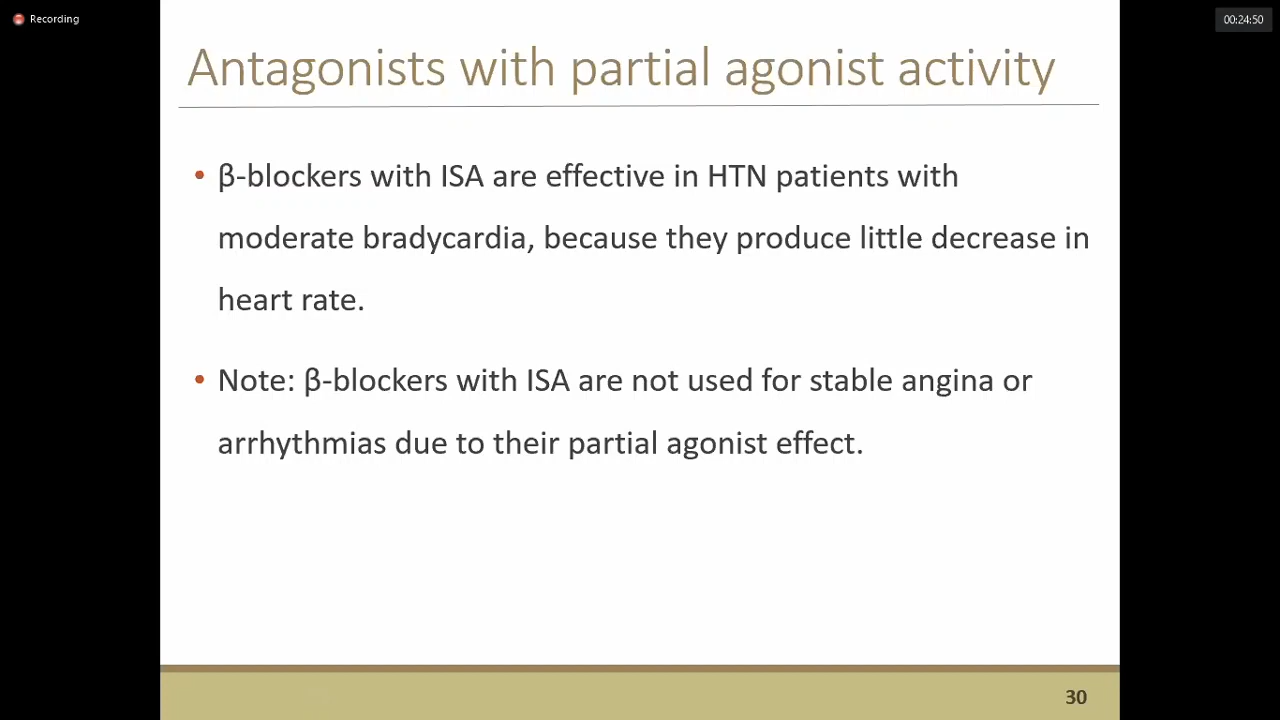 Recording
00:24:50
Antagonists with partial agonist activity
• β-blockers with ISA are effective in HTN patients with
moderate bradycardia, because they produce little decrease in
heart rate.
• Note: β-blockers with ISA are not used for stable angina or
arrhythmias due to their partial agonist effect.
30